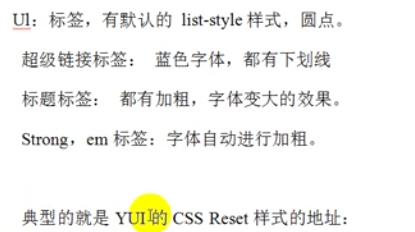 Ul：标签，有默认的 list-style 样式，圆点。
超级链接标签： 蓝色字体，都有下划线
标题标签： 都有加粗，字体变大的效果。
Strong，em 标签：字体自动进行加粗。
典型的就是 YUI 的 CSS Reset 样式的地址：